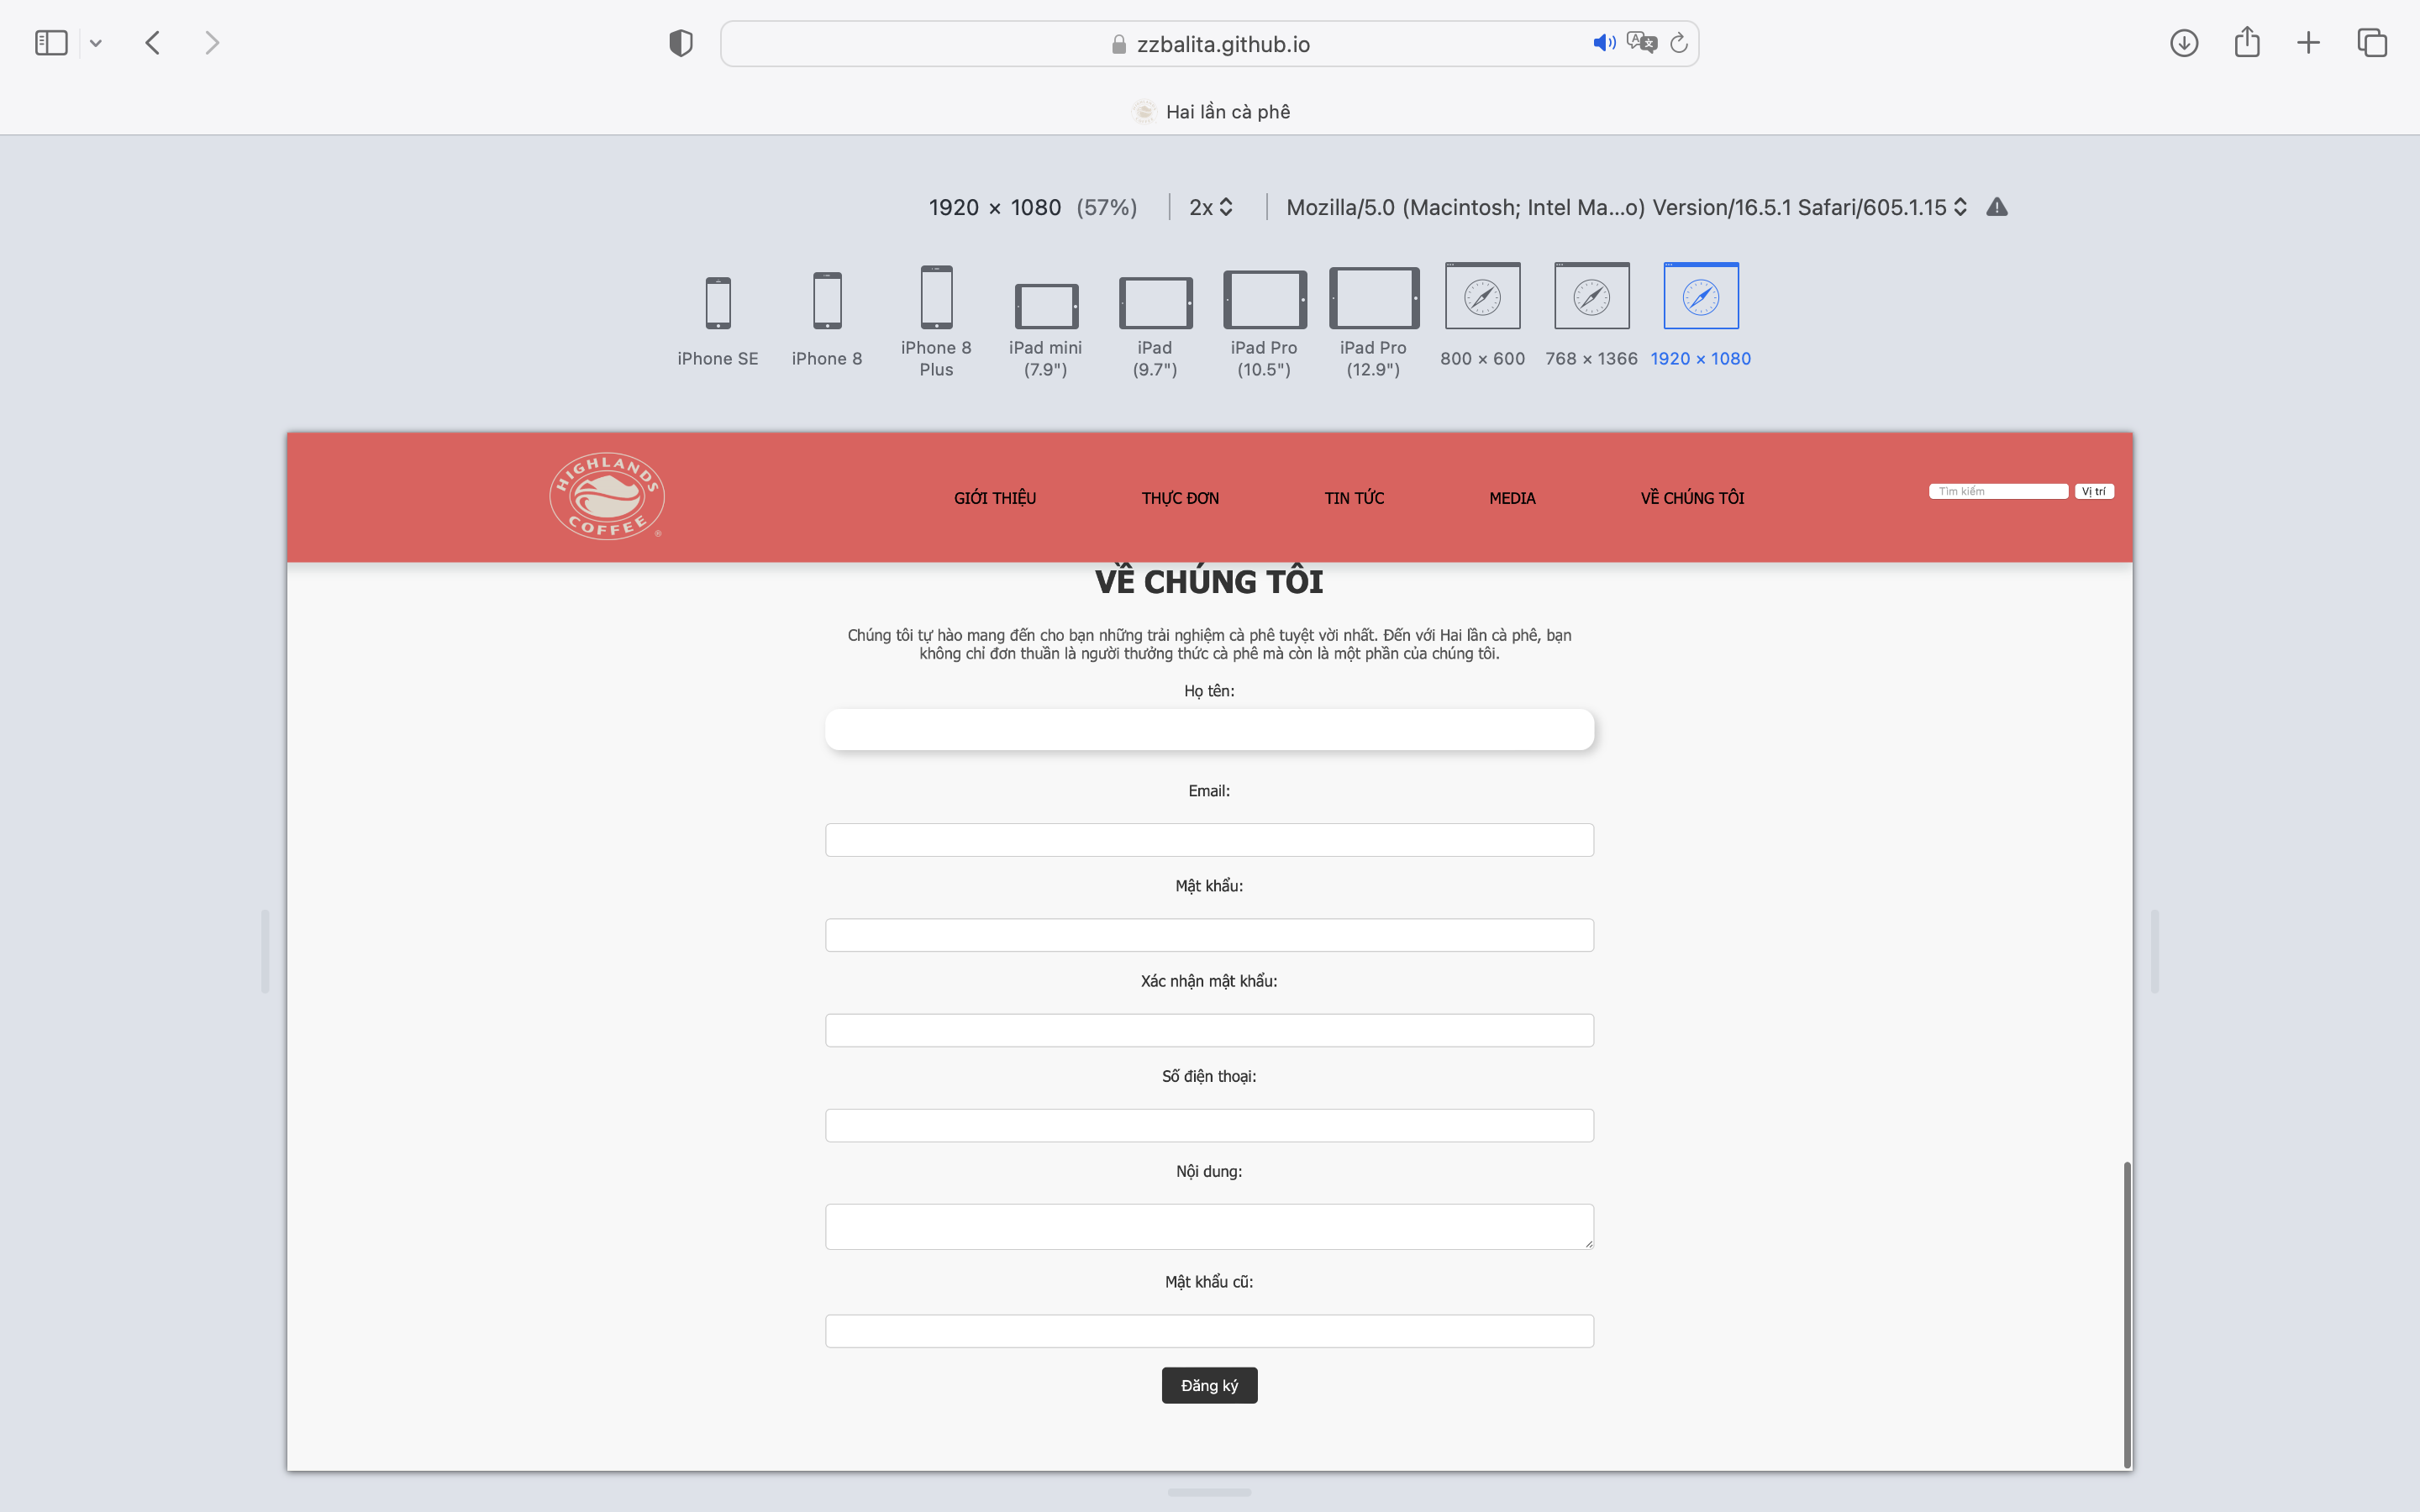 zzbalita.github.io
Hai lần cà phê
1920 × 1080 (57%) 2x Mozilla/5.0 (Macintosh; Intel Ma...o) Version/16.5.1 Safari/605.1.15
iPhone SE
iPhone 8
iPhone 8
Plus
iPad mini
(7.9")
iPad
(9.7")
iPad Pro
(10.5")
iPad Pro
(12.9")
800 × 600
768 × 1366
1920 × 1080
HIGHLANDS
COFFEE
®
GIỚI THIỆU
THỰC ĐƠN
TIN TỨC
MEDIA
VỀ CHÚNG TÔI
Tìm kiếm
Vị trí
VỀ CHÚNG TÔI
Chúng tôi tự hào mang đến cho bạn những trải nghiệm cà phê tuyệt vời nhất. Đến với Hai lần cà phê, bạn
không chỉ đơn thuần là người thưởng thức cà phê mà còn là một phần của chúng tôi.
Họ tên:
Email:
Mật khẩu:
Xác nhận mật khẩu:
Số điện thoại:
Nội dung:
Mật khẩu cũ:
Đăng ký